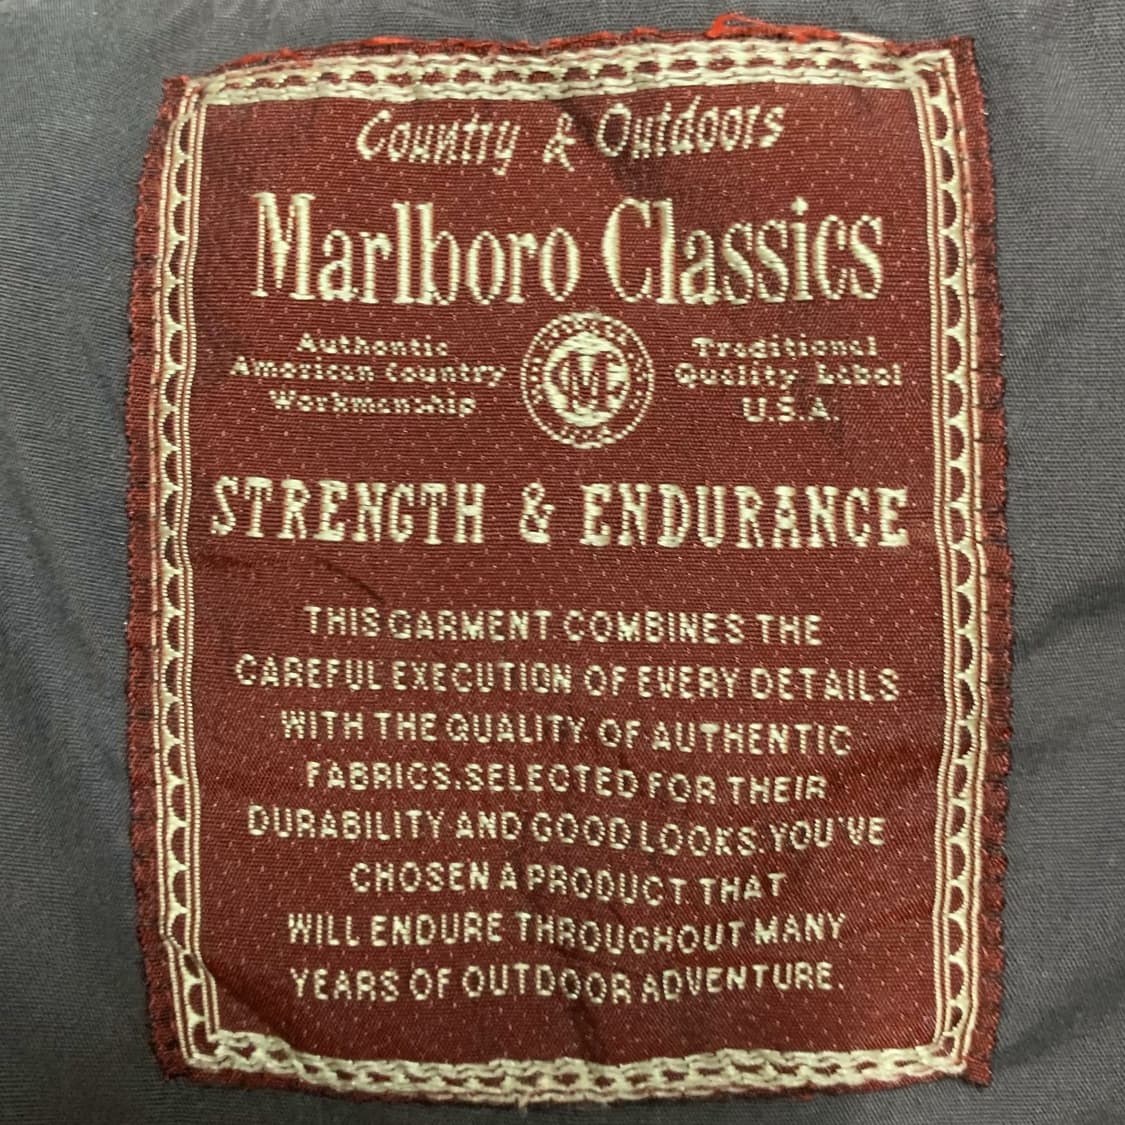 Country & Outdoors
Marlboro Classics
Authentic
American Country
Workmanship
MC
Traditional
Quality Label
U.S.A.
STRENGTH & ENDURANCE
THIS GARMENT COMBINES THE
CAREFUL EXECUTION OF EVERY DETAILS
WITH THE QUALITY OF AUTHENTIC
FABRICS.SELECTED FOR THEIR
DURABILITY AND GOOD LOOKS.YOU'VE
CHOSEN A PRODUCT THAT
WILL ENDURE THROUGHOUT MANY
YEARS OF OUTDOOR ADVENTURE.